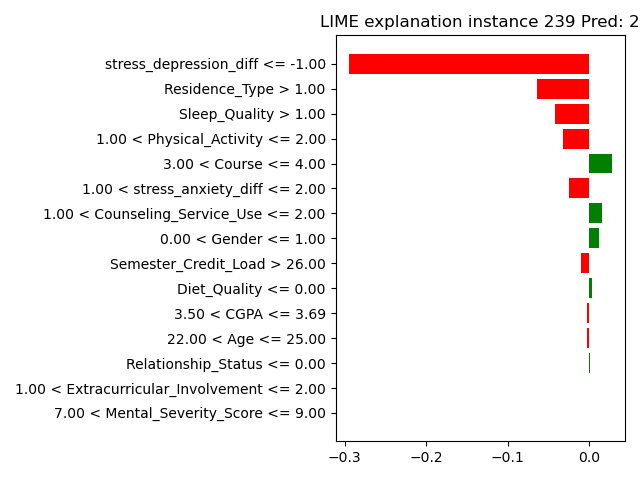 LIME explanation instance 239 Pred: 2
stress_depression_diff <= -1.00
Residence_Type > 1.00
Sleep_Quality > 1.00
1.00 < Physical_Activity <= 2.00
3.00 < Course <= 4.00
1.00 < stress_anxiety_diff <= 2.00
1.00 < Counseling_Service_Use <= 2.00
0.00 < Gender <= 1.00
Semester_Credit_Load > 26.00
Diet_Quality <= 0.00
3.50 < CGPA <= 3.69
22.00 < Age <= 25.00
Relationship_Status <= 0.00
1.00 < Extracurricular_Involvement <= 2.00
7.00 < Mental_Severity_Score <= 9.00
−0.3 −0.2 −0.1 0.0